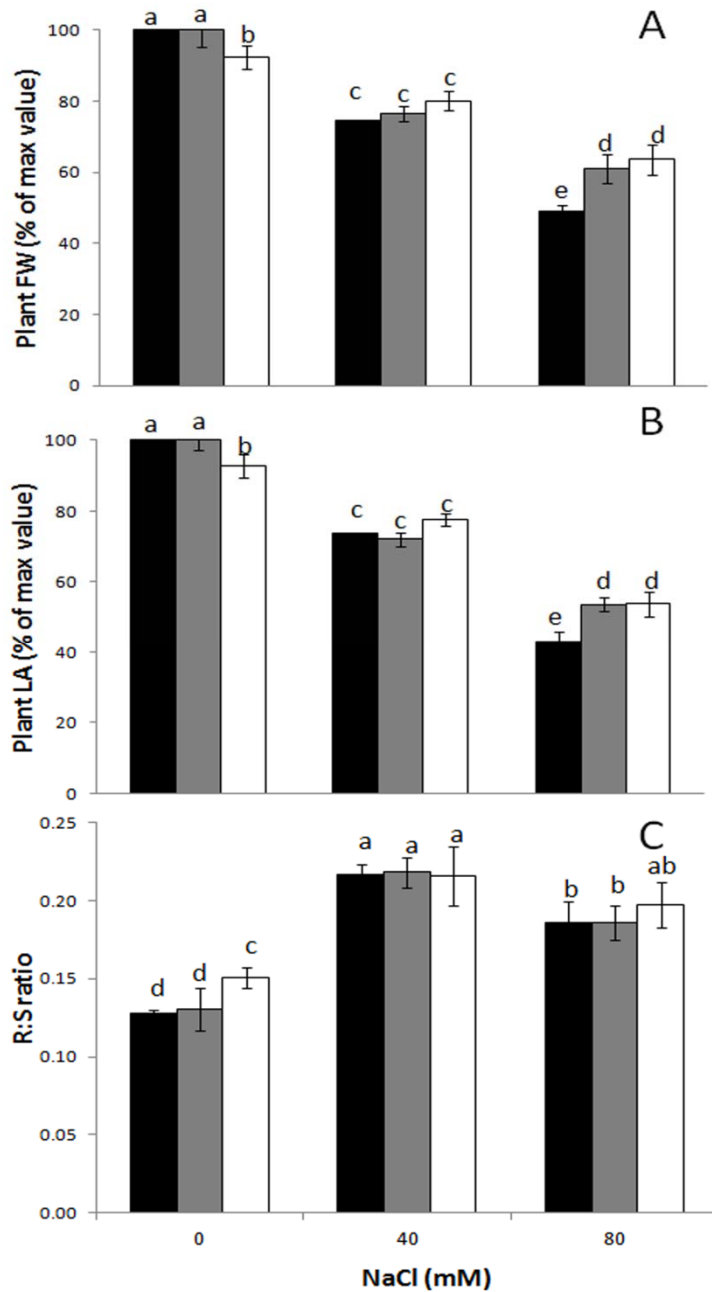 A
Plant FW (% of max value)
100
80
60
40
20
0
a a b
c c c
e d d
B
Plant LA (% of max value)
100
80
60
40
20
0
a a b
c c c
e d d
C
R:S ratio
0.25
0.20
0.15
0.10
0.05
0.00
d d c
a a a
b b ab
0 40 80
NaCl (mM)